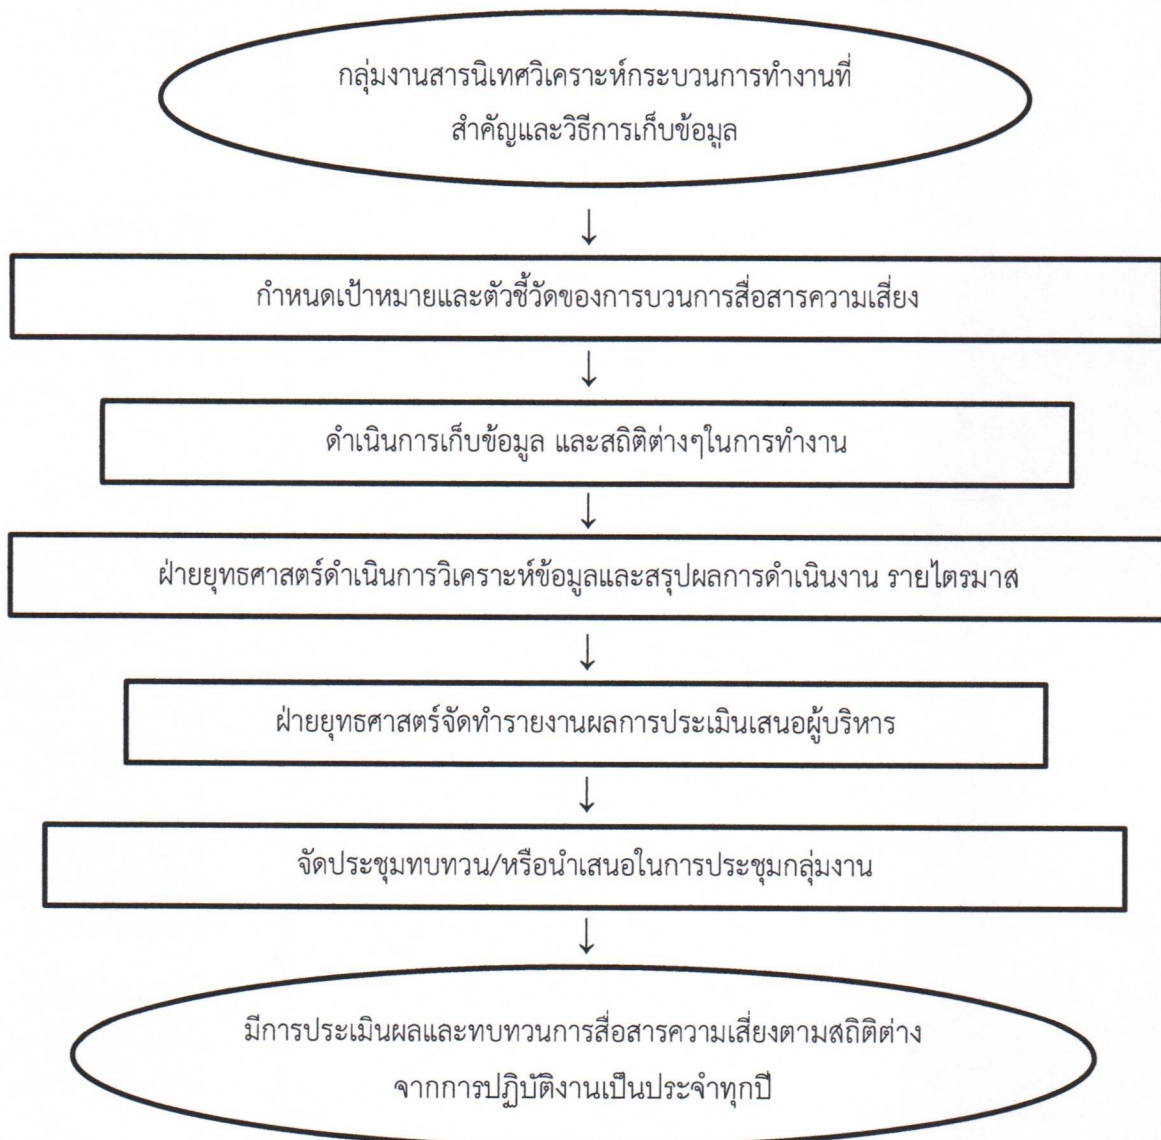 กลุ่มงานสารนิเทศวิเคราะห์กระบวนการทำงานที่
สำคัญและวิธีการเก็บข้อมูล
↓
กำหนดเป้าหมายและตัวชี้วัดของการบวนการสื่อสารความเสี่ยง
↓
ดำเนินการเก็บข้อมูล และสถิติต่างๆในการทำงาน
↓
ฝ่ายยุทธศาสตร์ดำเนินการวิเคราะห์ข้อมูลและสรุปผลการดำเนินงาน รายไตรมาส
↓
ฝ่ายยุทธศาสตร์จัดทำรายงานผลการประเมินเสนอผู้บริหาร
↓
จัดประชุมทบทวน/หรือนำเสนอในการประชุมกลุ่มงาน
↓
มีการประเมินผลและทบทวนการสื่อสารความเสี่ยงตามสถิติต่าง
จากการปฏิบัติงานเป็นประจำทุกปี